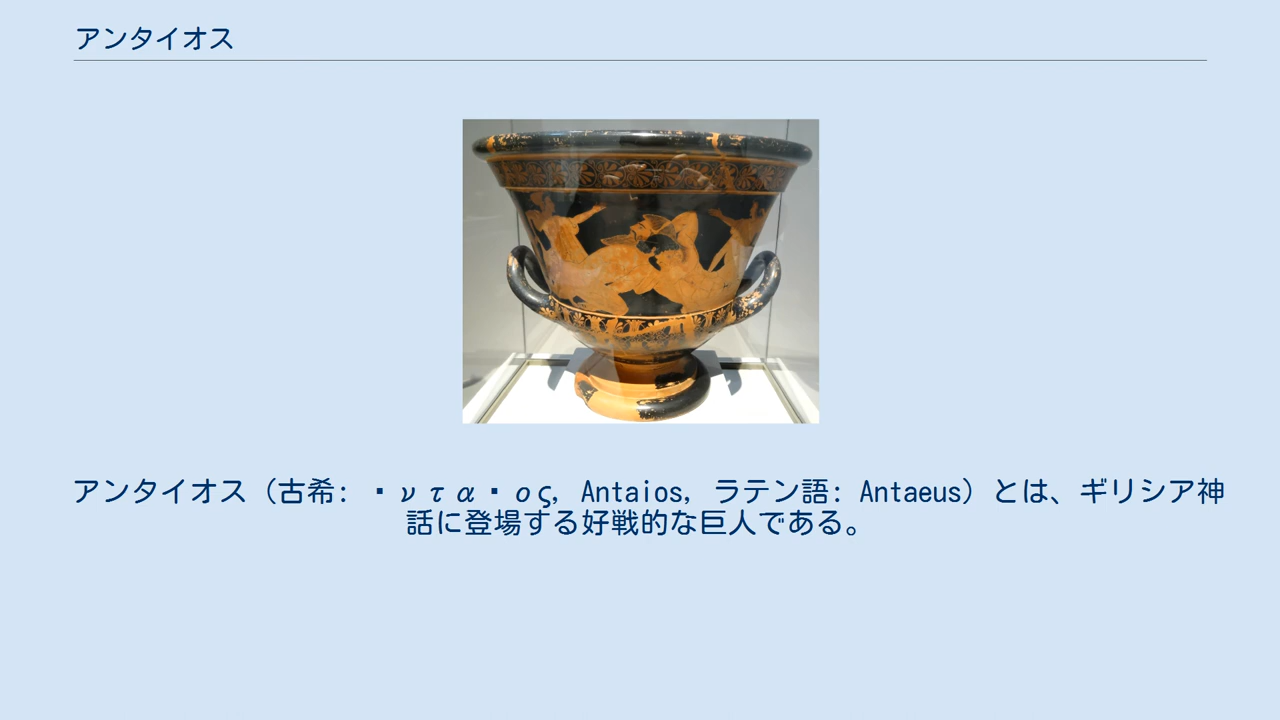 アンタイオス
アンタイオス（古希: ▪ντα▪ος, Antaios, ラテン語: Antaeus）とは、ギリシア神
話に登場する好戦的な巨人である。